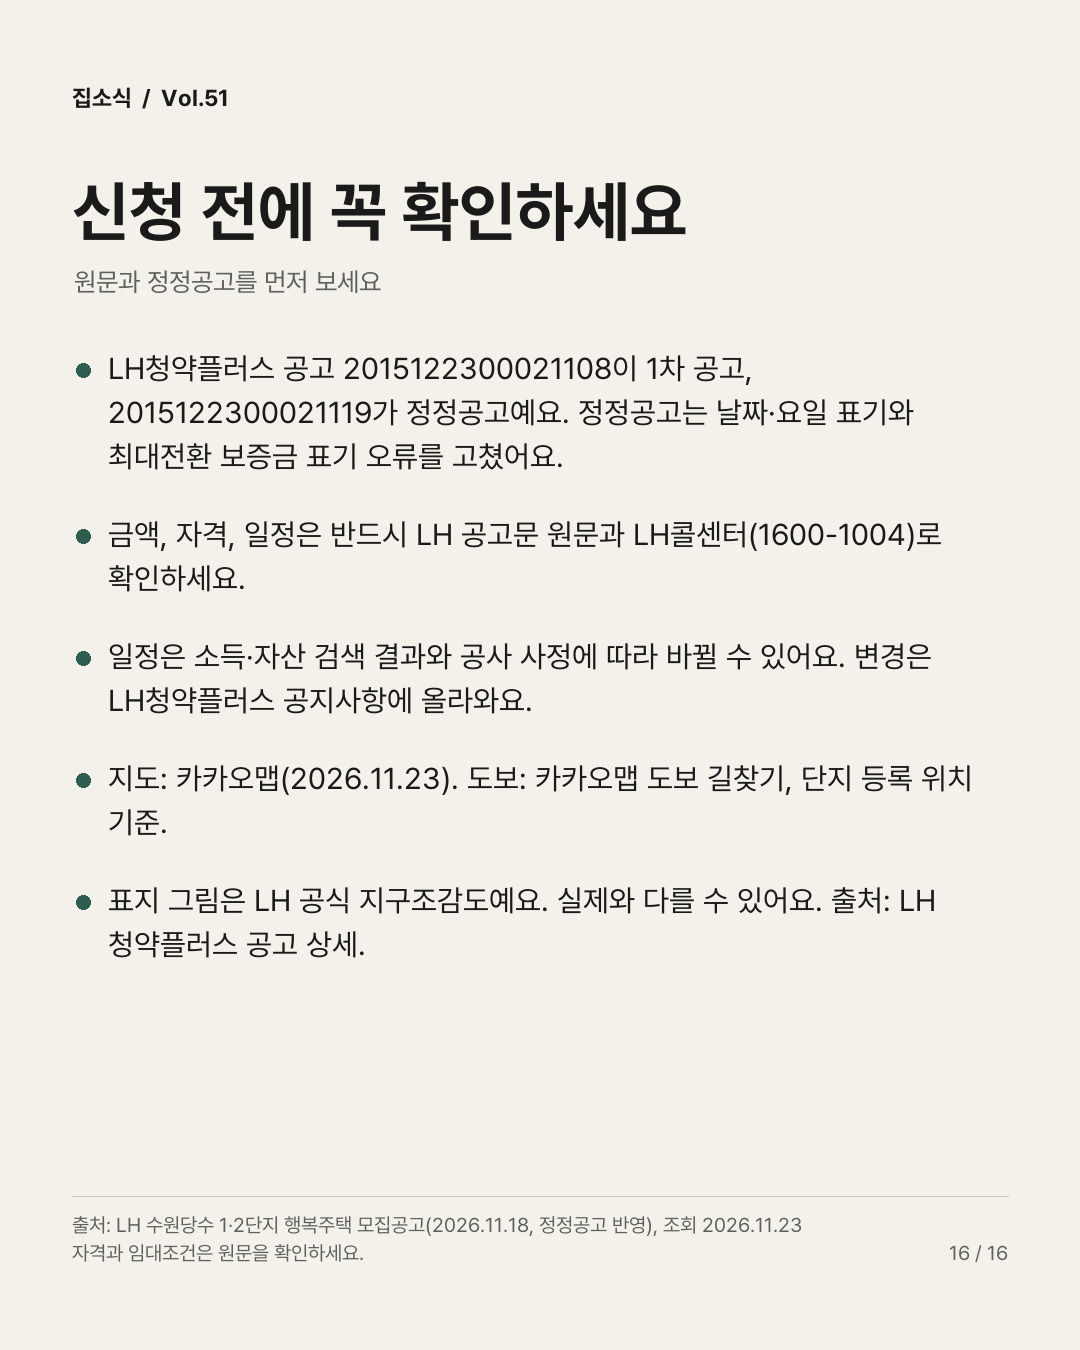 집소식 / Vol.51
신청 전에 꼭 확인하세요
원문과 정정공고를 먼저 보세요
LH청약플러스 공고 2015122300021108이 1차 공고,
2015122300021119가 정정공고예요. 정정공고는 날짜·요일 표기와
최대전환 보증금 표기 오류를 고쳤어요.
금액, 자격, 일정은 반드시 LH 공고문 원문과 LH콜센터(1600-1004)로
확인하세요.
일정은 소득·자산 검색 결과와 공사 사정에 따라 바뀔 수 있어요. 변경은
LH청약플러스 공지사항에 올라와요.
지도: 카카오맵(2026.11.23). 도보: 카카오맵 도보 길찾기, 단지 등록 위치
기준.
표지 그림은 LH 공식 지구조감도예요. 실제와 다를 수 있어요. 출처: LH
청약플러스 공고 상세.
출처: LH 수원당수 1·2단지 행복주택 모집공고(2026.11.18, 정정공고 반영), 조회 2026.11.23
자격과 임대조건은 원문을 확인하세요.
16 / 16